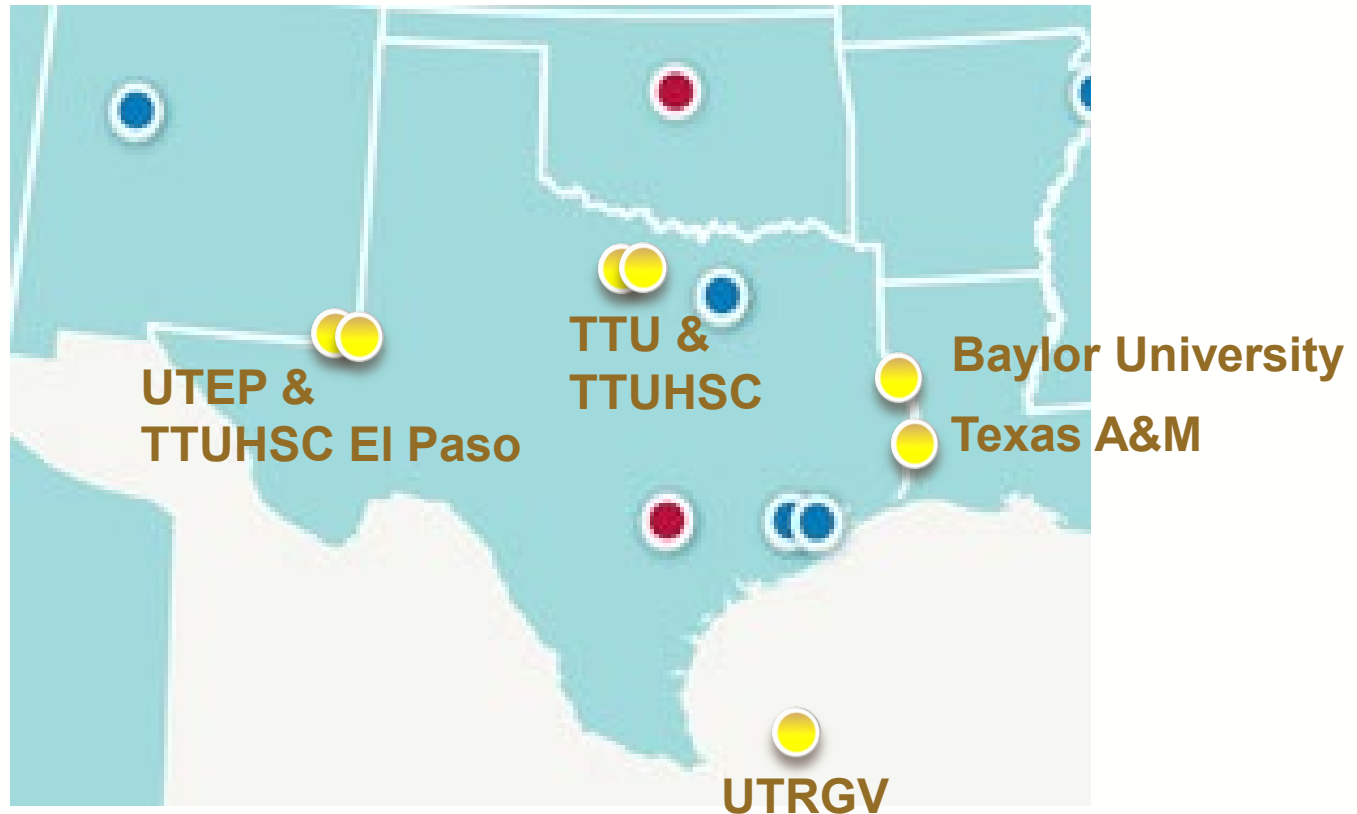 TTU &
TTUHSC
Baylor University
UTEP &
TTUHSC El Paso
Texas A&M
UTRGV